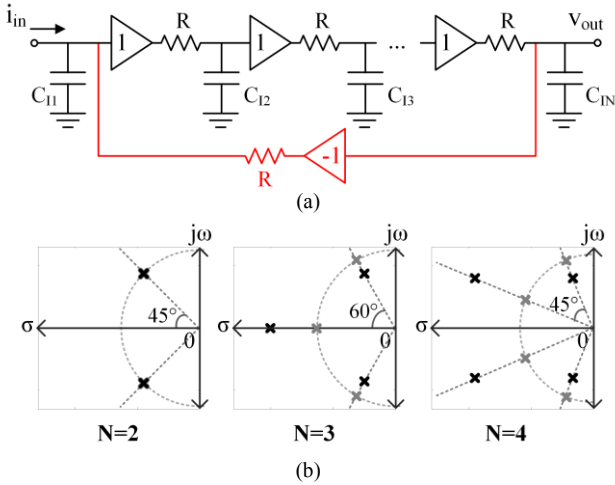 i_in R R R V_out
1 1 ... 1
C_I1 C_I2 C_I3 C_IN
-1
R
(a)
jω jω jω
σ 45° 0 σ 60° 0 σ 45° 0
N=2 N=3 N=4
(b)